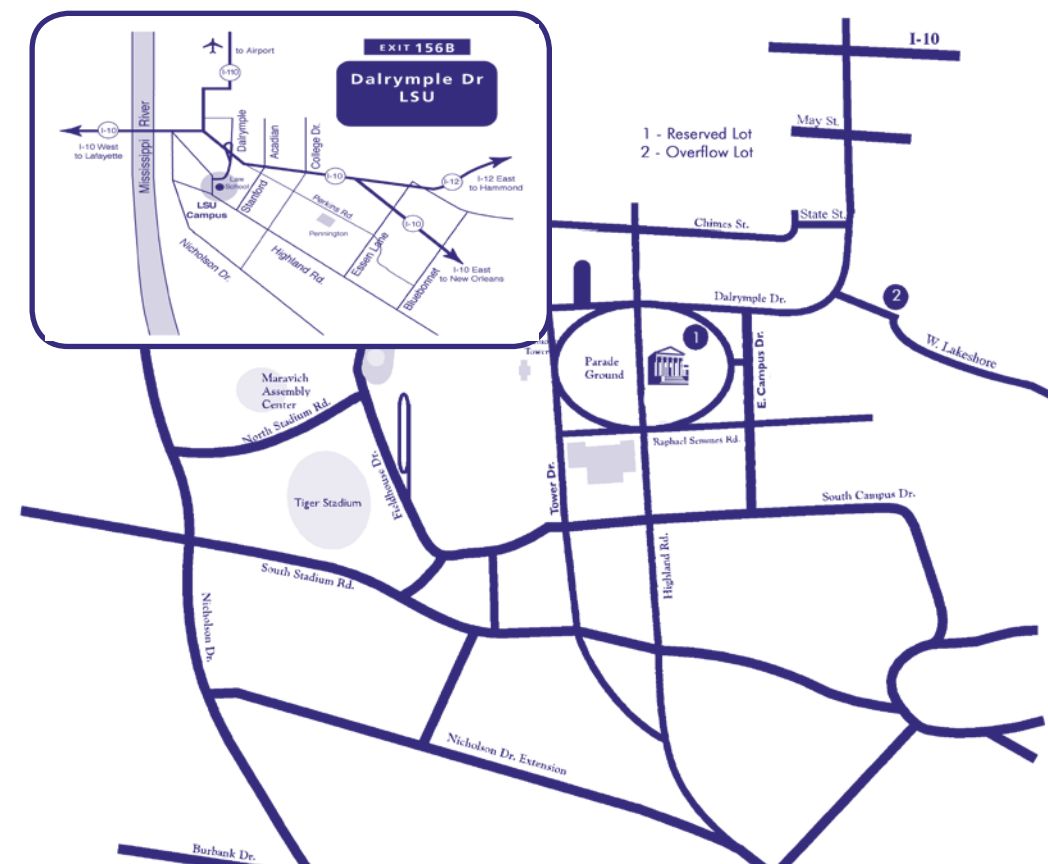 EXIT 156B
Dalrymple Dr
LSU
to Airport
I-110
Mississippi River
I-10
I-10 West
to Lafayette
Dalrymple
Acadian
College Dr.
I-10
I-12
I-12 East
to Hammond
Law
School
LSU
Campus
Stanford
Perkins Rd
Pennington
I-10
Essen Lane
I-10 East
to New Orleans
Bluebonnet
Highland Rd.
Nicholson Dr.
I-10
May St.
1 - Reserved Lot
2 - Overflow Lot
State St.
Chimes St.
Dalrymple Dr.
2
1
W. Lakeshore
E. Campus Dr.
Parade
Ground
Tower
Maravich
Assembly
Center
North Stadium Rd.
Raphael Semmes Rd.
Tiger Stadium
Fieldhouse Dr.
Tower Dr.
South Campus Dr.
Highland Rd.
South Stadium Rd.
Nicholson Dr.
Nicholson Dr. Extension
Burbank Dr.